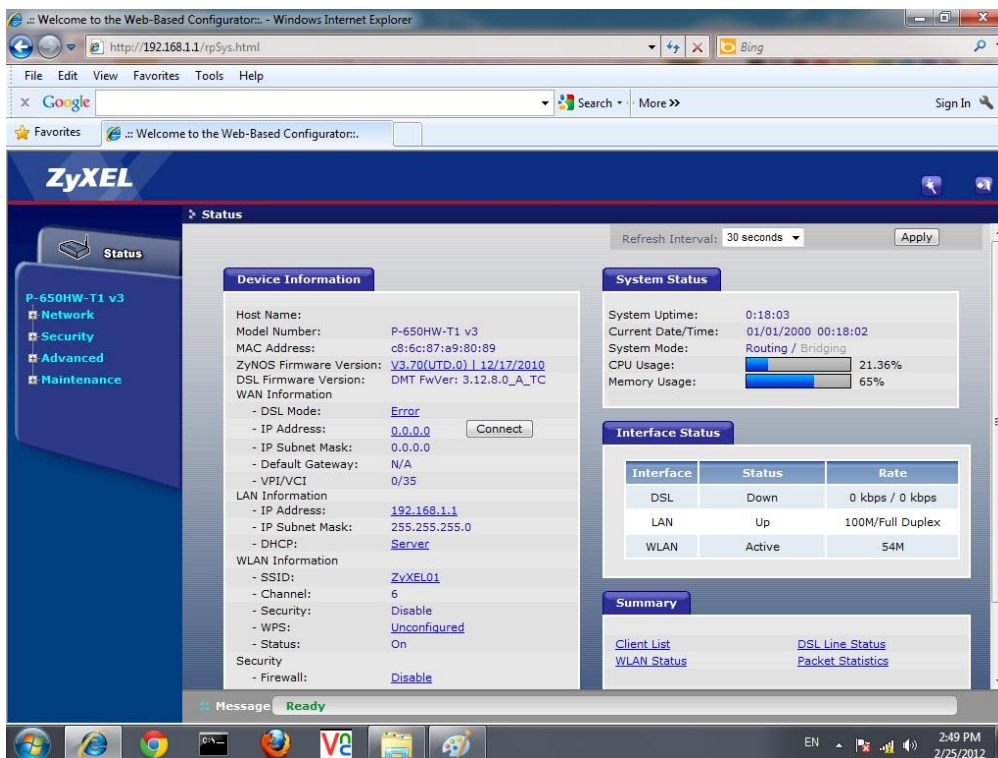 .:: Welcome to the Web-Based Configurator::. - Windows Internet Explorer
http://192.168.1.1/rpSys.html
Bing
File Edit View Favorites Tools Help
x Google
Search
More >>
Sign In
Favorites
.:: Welcome to the Web-Based Configurator::.
ZyXEL
Status
Refresh Interval: 30 seconds
Apply
Status
P-650HW-T1 v3
Network
Security
Advanced
Maintenance
Device Information
Host Name:
Model Number: P-650HW-T1 v3
MAC Address: c8:6c:87:a9:80:89
ZyNOS Firmware Version: V3.70(UTD.0) | 12/17/2010
DSL Firmware Version: DMT FwVer: 3.12.8.0_A_TC
WAN Information
- DSL Mode: Error
- IP Address: 0.0.0.0 Connect
- IP Subnet Mask: 0.0.0.0
- Default Gateway: N/A
- VPI/VCI 0/35
LAN Information
- IP Address: 192.168.1.1
- IP Subnet Mask: 255.255.255.0
- DHCP: Server
WLAN Information
- SSID: ZyXEL01
- Channel: 6
- Security: Disable
- WPS: Unconfigured
- Status: On
Security
- Firewall: Disable
System Status
System Uptime: 0:18:03
Current Date/Time: 01/01/2000 00:18:02
System Mode: Routing / Bridging
CPU Usage: 21.36%
Memory Usage: 65%
Interface Status
Interface Status Rate
DSL Down 0 kbps / 0 kbps
LAN Up 100M/Full Duplex
WLAN Active 54M
Summary
Client List DSL Line Status
WLAN Status Packet Statistics
Message Ready
EN
2:49 PM
2/25/2012